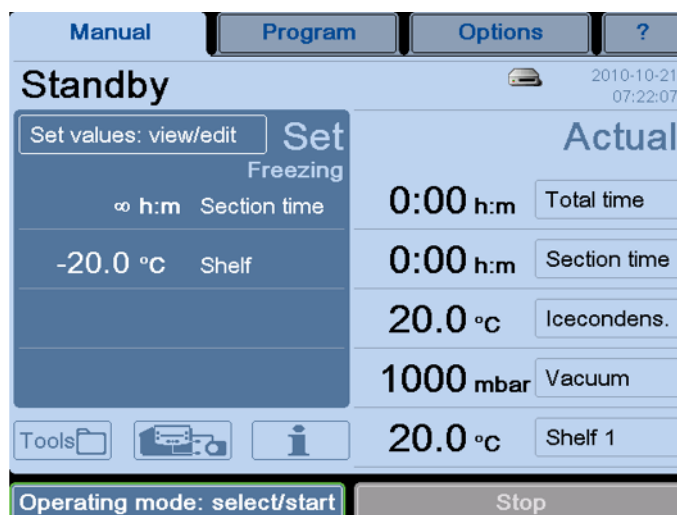 Manual Program Options ?
Standby 2010-10-21
07:22:07
Set values: view/edit Set
Freezing
∞ h:m Section time
-20.0 °C Shelf
Actual
0:00 h:m Total time
0:00 h:m Section time
20.0 °C Icecondens.
1000 mbar Vacuum
20.0 °C Shelf 1
Tools i
Operating mode: select/start Stop